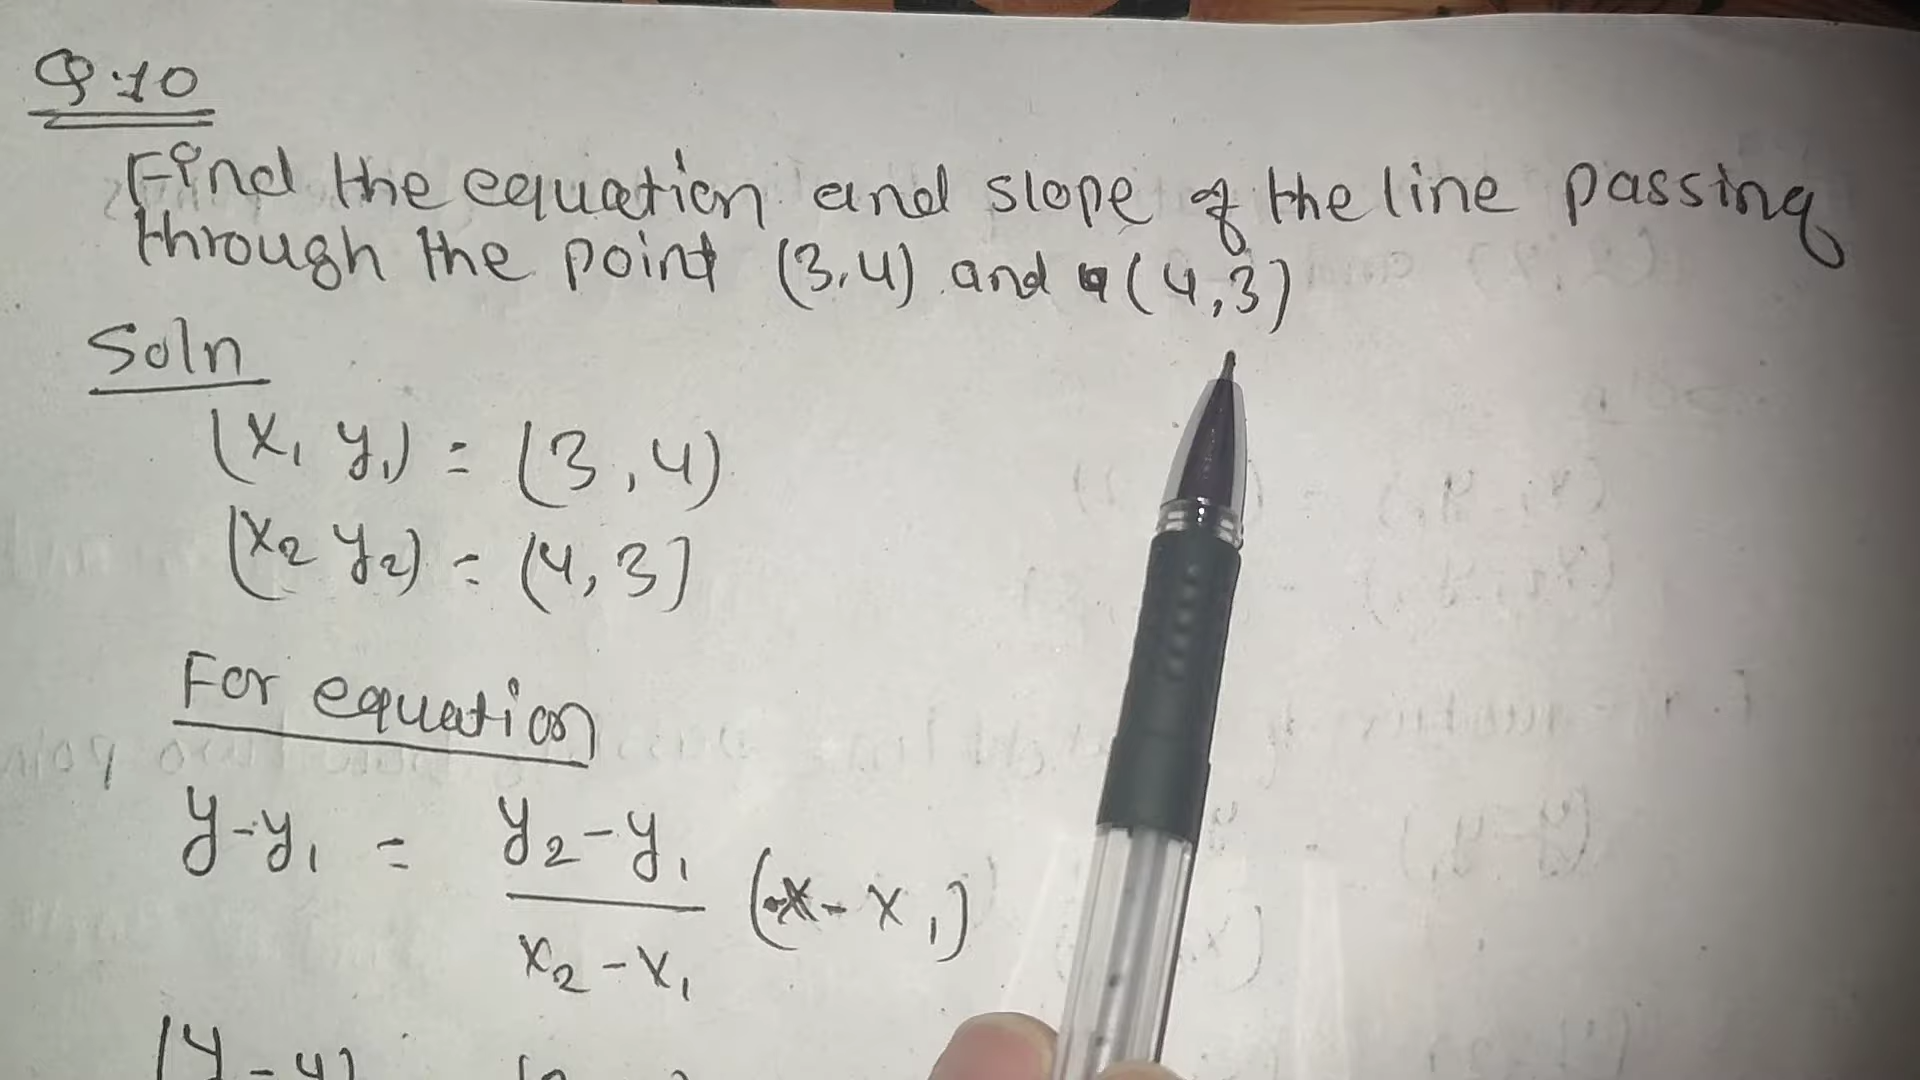 Q.10
Find the equation and slope of the line passing
through the point (3,4) and (4,3)
Soln
(x₁ y₁) = (3,4)
(x₂ y₂) = (4,3]
For equation
y-y₁ = y₂-y₁ / x₂-x₁ (x-x₁)
(y-4)